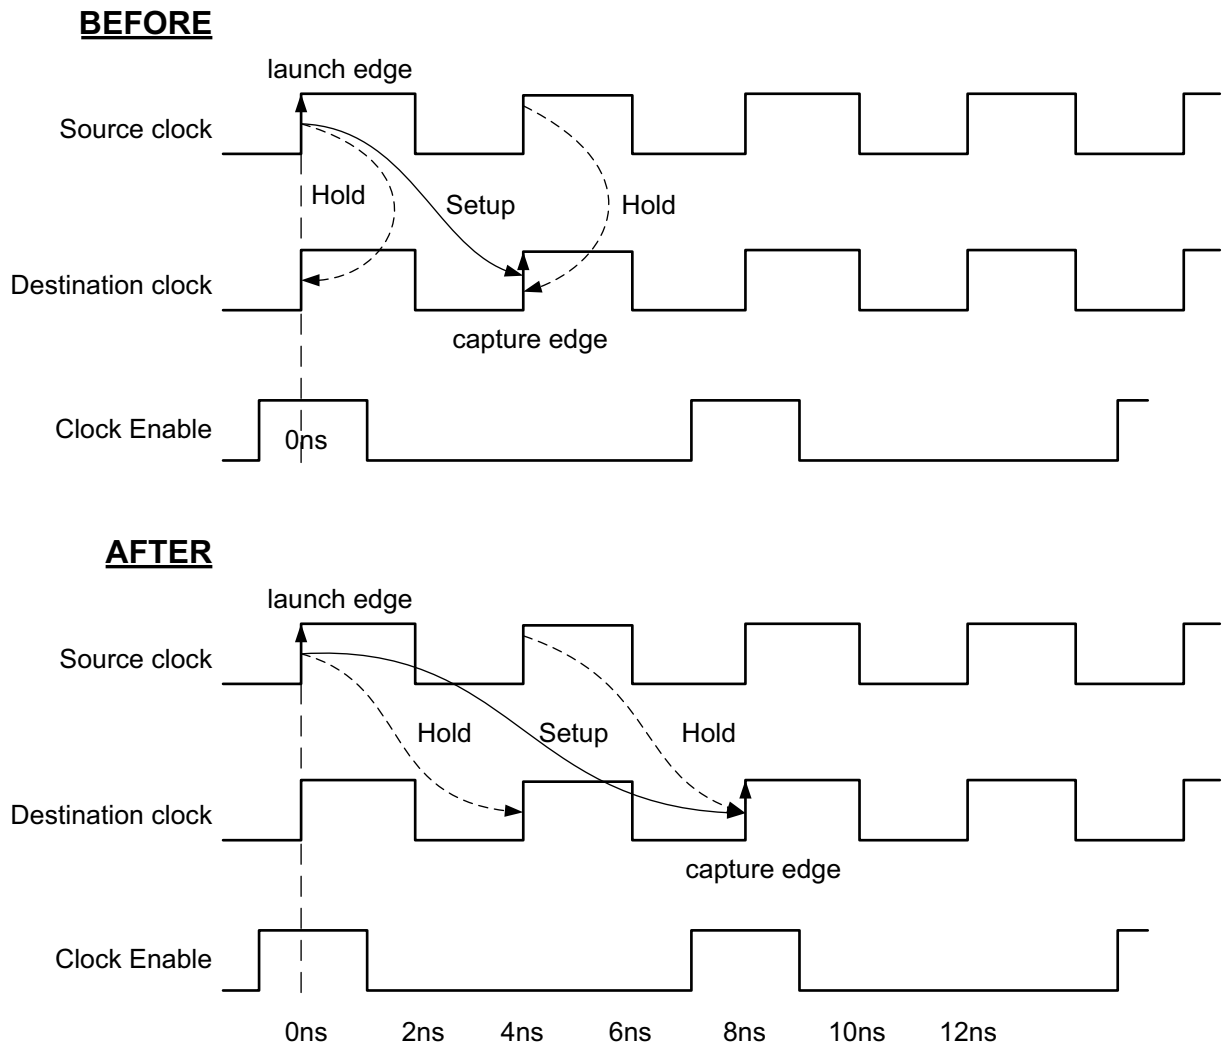 BEFORE
launch edge
Source clock
Hold
Setup
Hold
Destination clock
capture edge
Clock Enable
0ns
AFTER
launch edge
Source clock
Hold
Setup
Hold
Destination clock
capture edge
Clock Enable
0ns 2ns 4ns 6ns 8ns 10ns 12ns